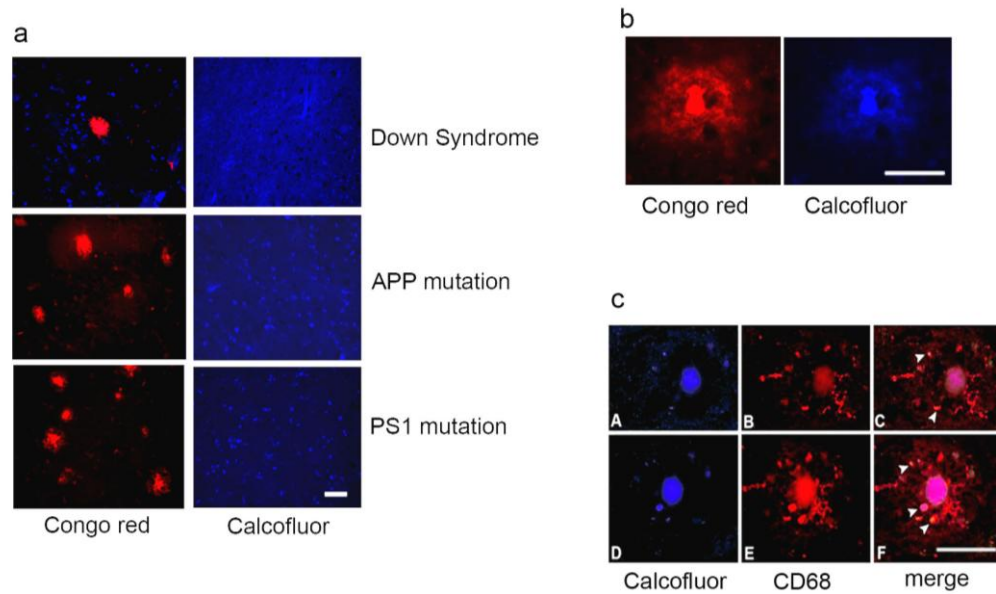 a
Down Syndrome
APP mutation
PS1 mutation
Congo red Calcofluor
b
Congo red Calcofluor
c
A B C
D E F
Calcofluor CD68 merge